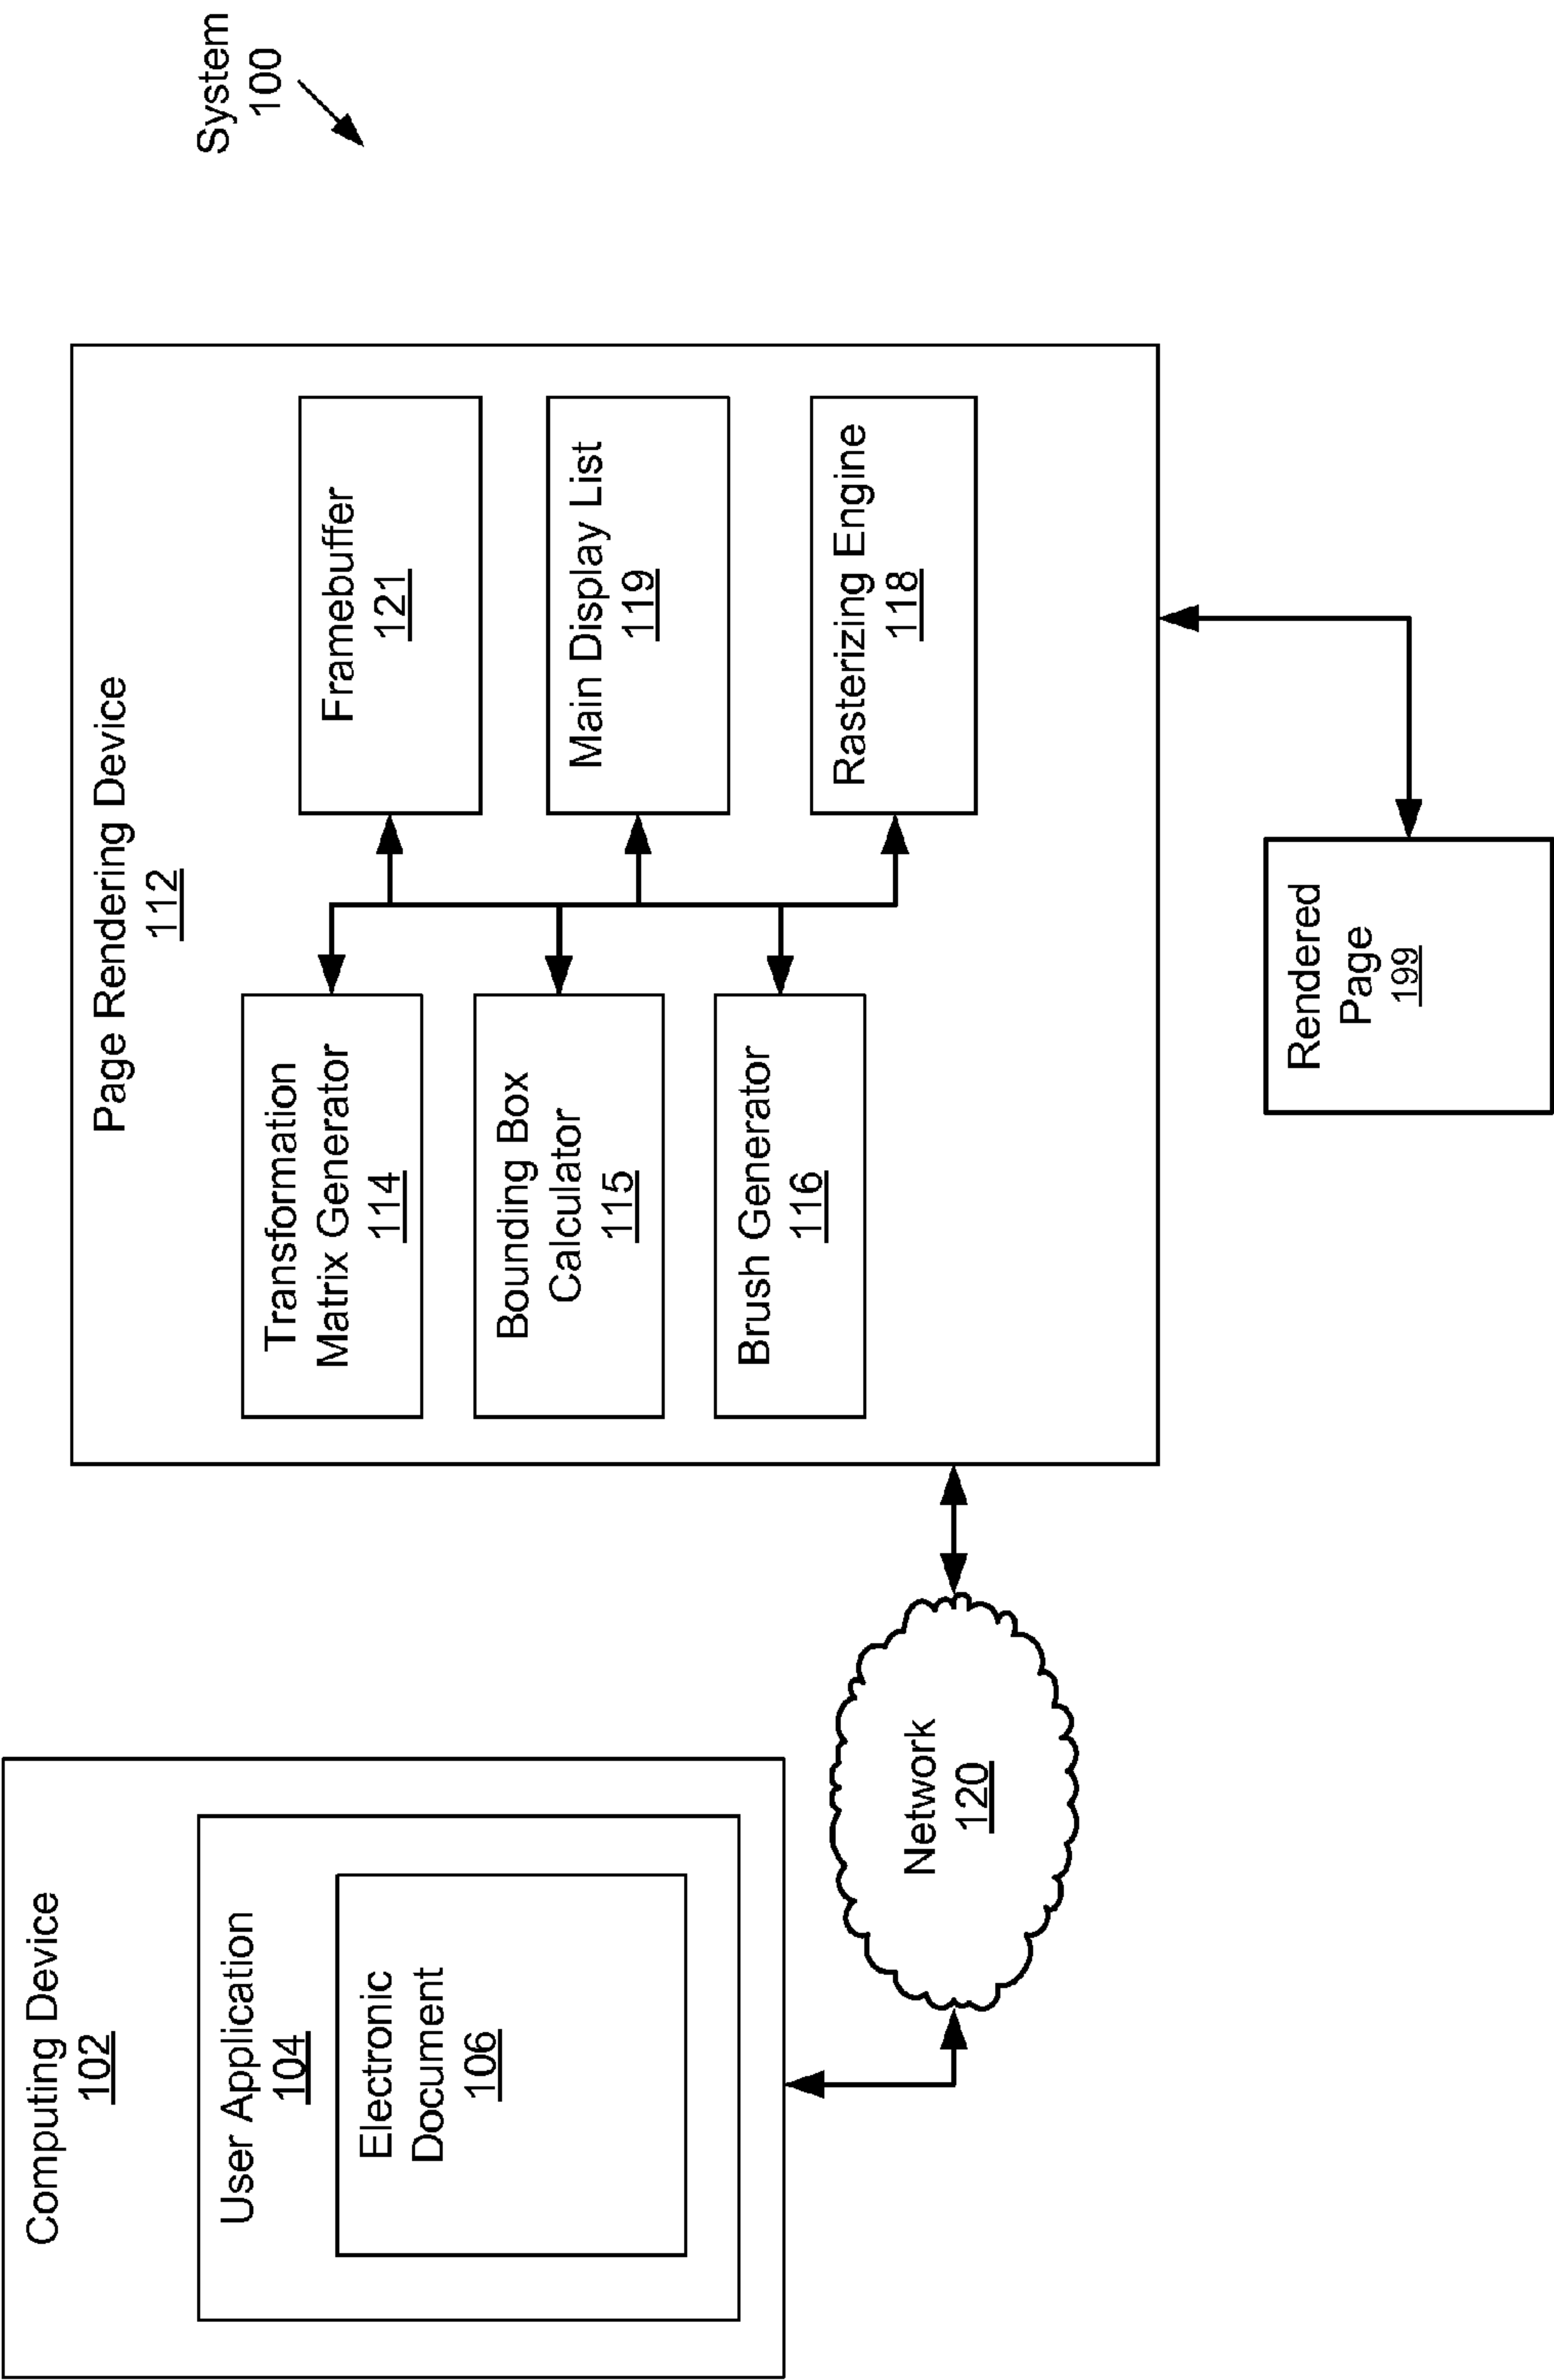 System
100
Computing Device
102
User Application
104
Electronic
Document
106
Network
120
Page Rendering Device
112
Transformation
Matrix Generator
114
Bounding Box
Calculator
115
Brush Generator
116
Framebuffer
121
Main Display List
119
Rasterizing Engine
118
Rendered
Page
199